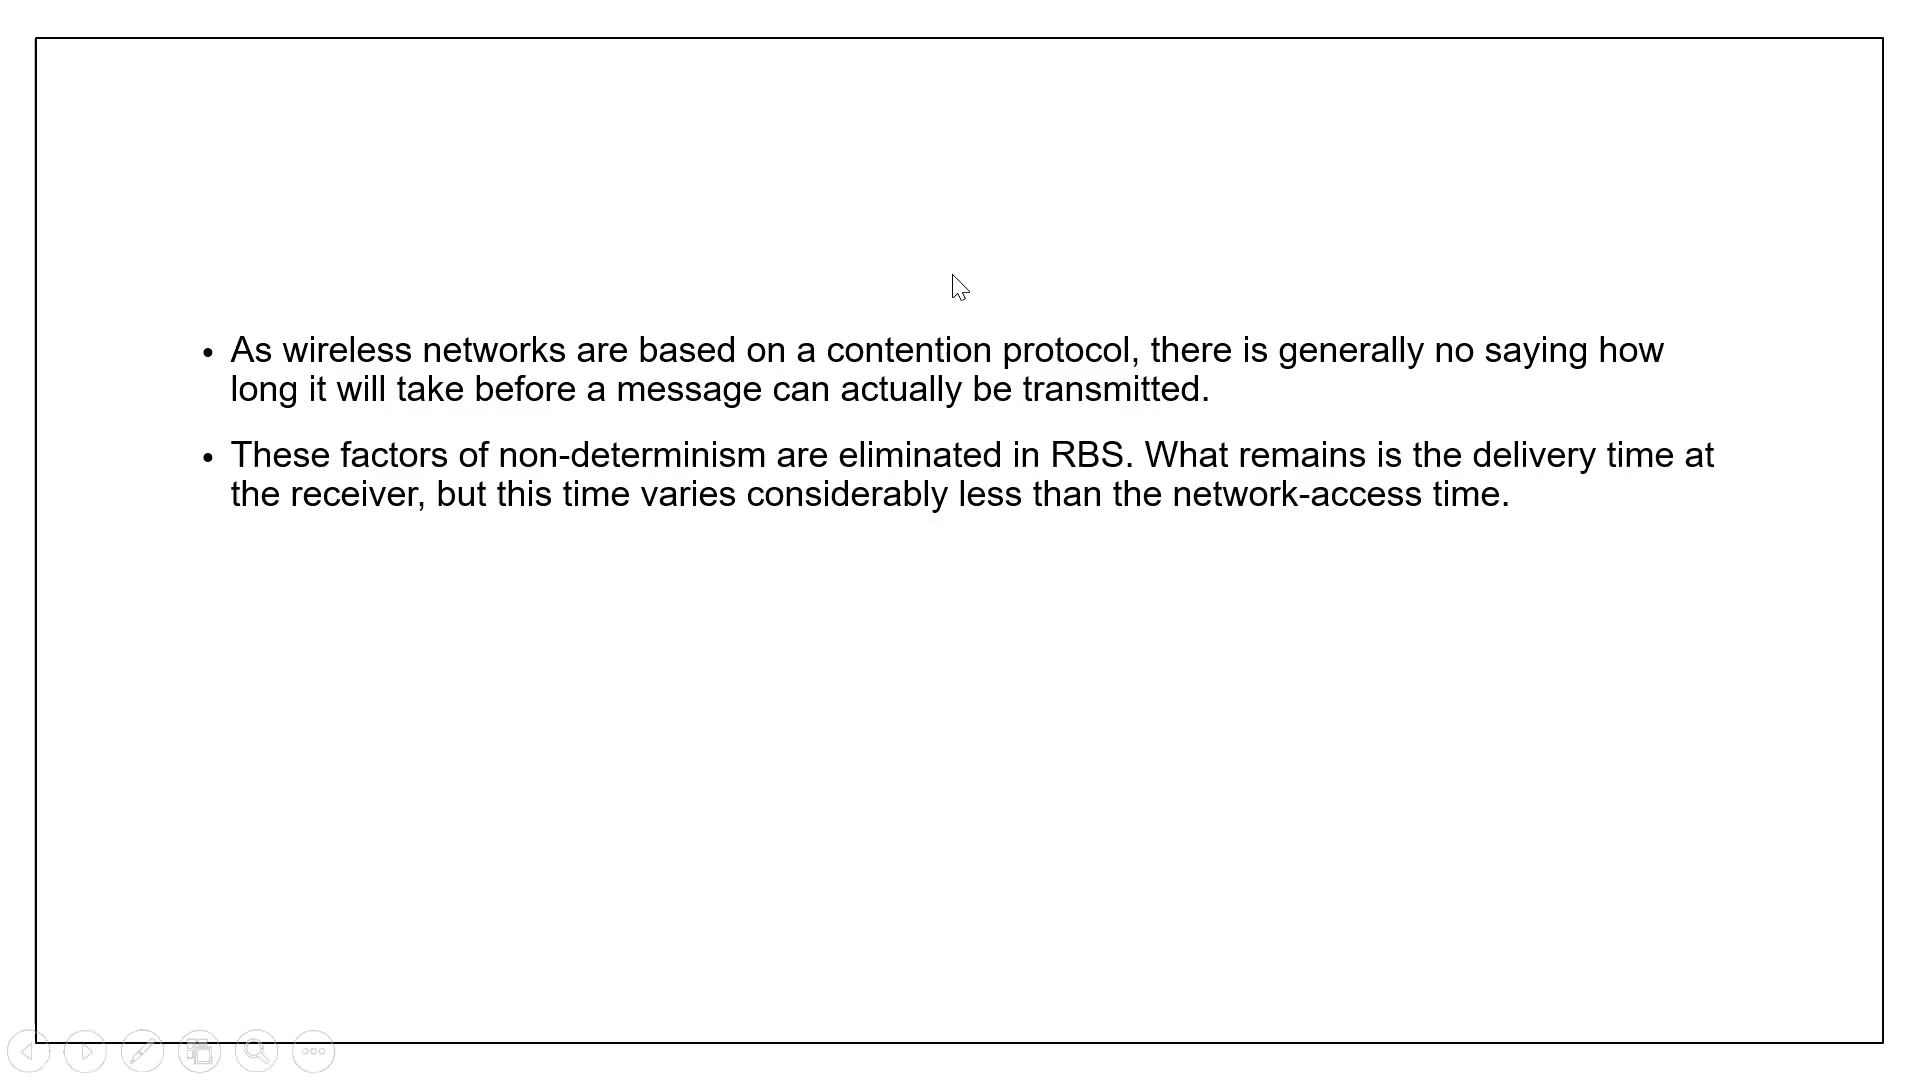 • As wireless networks are based on a contention protocol, there is generally no saying how
long it will take before a message can actually be transmitted.
• These factors of non-determinism are eliminated in RBS. What remains is the delivery time at
the receiver, but this time varies considerably less than the network-access time.